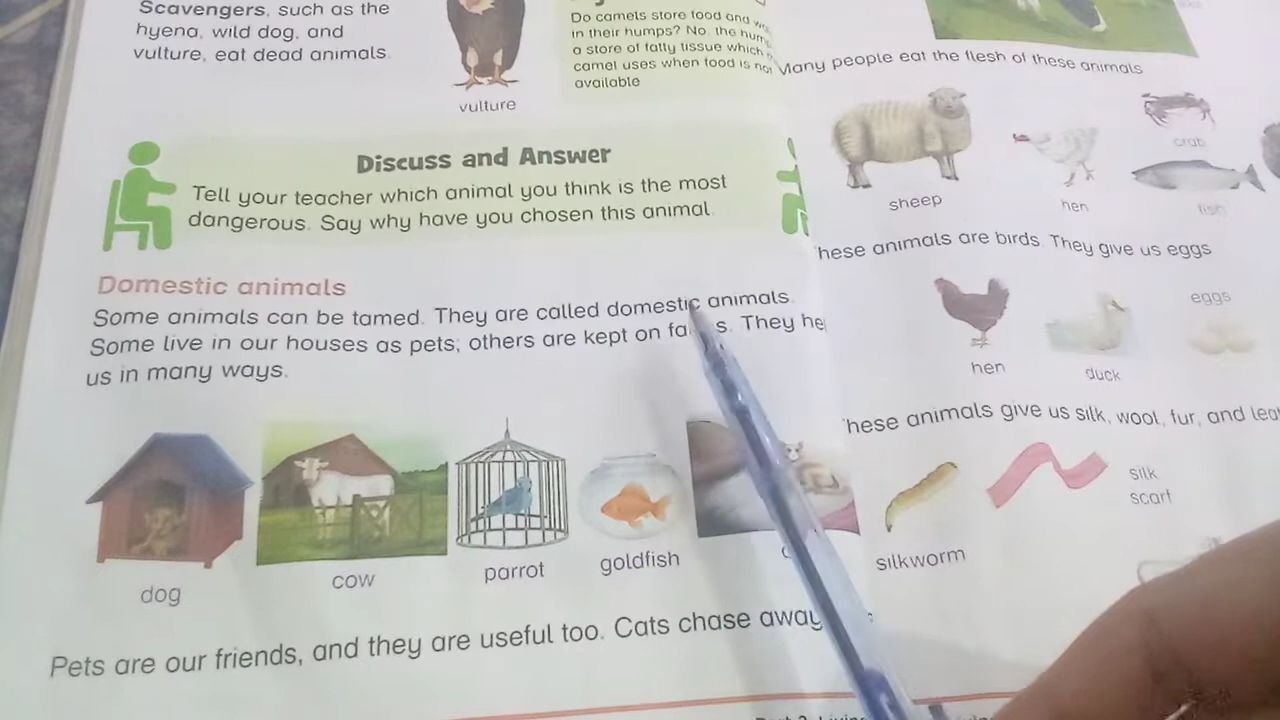 Scavengers, such as the
hyena, wild dog, and
vulture, eat dead animals.
vulture
Do camels store food and
in their humps? No. the
a store of fatty tissue which
camel uses when food is not
available
Discuss and Answer
Tell your teacher which animal you think is the most
dangerous. Say why have you chosen this animal.
Domestic animals
Some animals can be tamed. They are called domestic animals.
Some live in our houses as pets; others are kept on They
us in many ways.
dog
cow
parrot
goldfish
Pets are our friends, and they are useful too. Cats chase away
Many people eat the flesh of these animals
sheep
hen
crab
fish
These animals are birds. They give us eggs
hen
duck
eggs
These animals give us silk, wool, fur, and
silkworm
silk
scarf